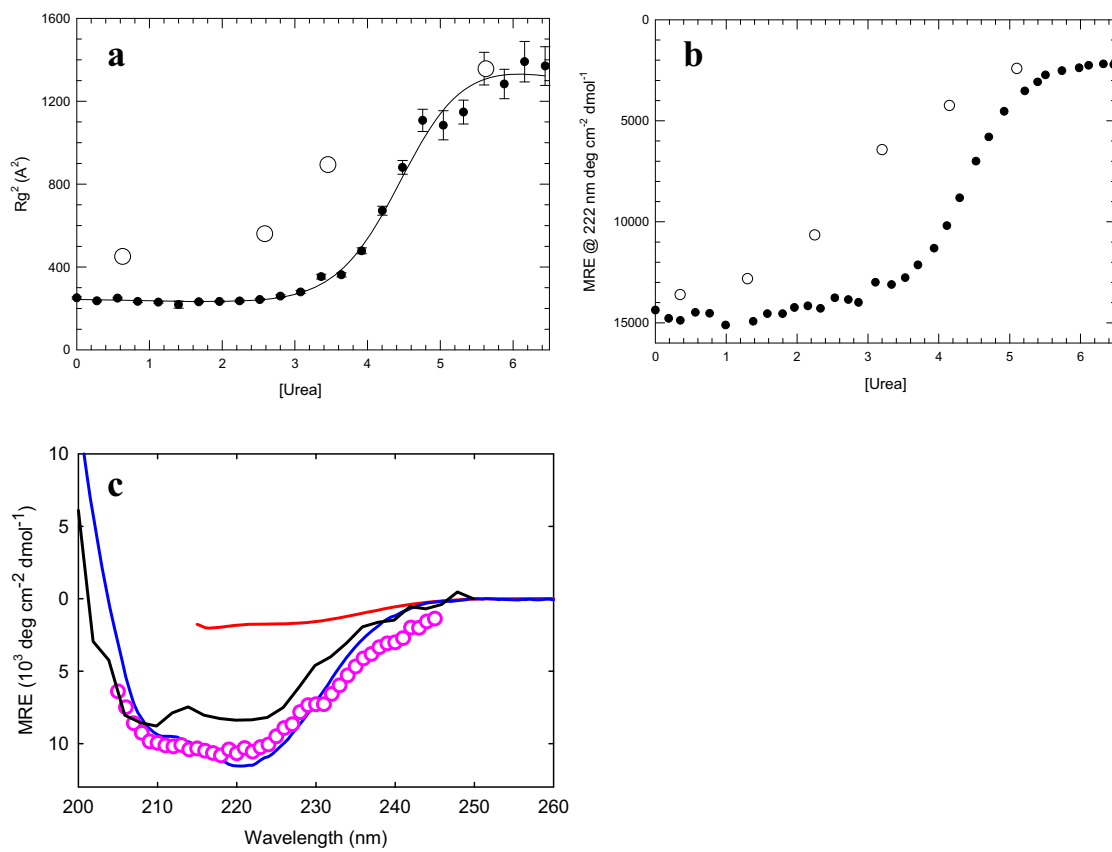 a
1600
1200
800
400
0
Rg² (A²)
0 1 2 3 4 5 6
[Urea]
b
0
5000
10000
15000
MRE @ 222 nm deg cm⁻² dmol⁻¹
0 1 2 3 4 5 6
[Urea]
c
10
5
0
5
10
MRE (10³ deg cm⁻² dmol⁻¹)
200 210 220 230 240 250 260
Wavelength (nm)